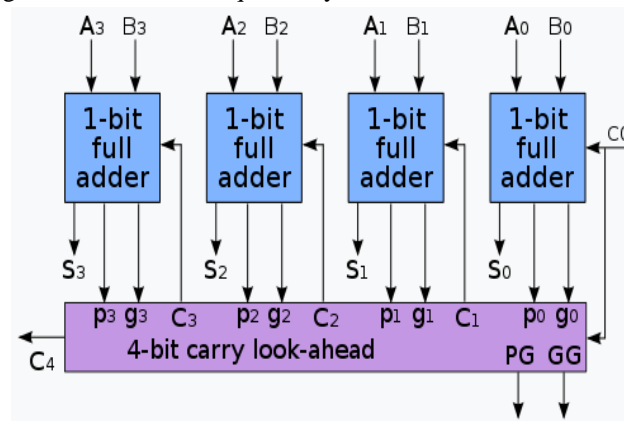 A3 B3 A2 B2 A1 B1 A0 B0
1-bit full adder
1-bit full adder
1-bit full adder
1-bit full adder
C0
S3 S2 S1 S0
p3 g3 C3 p2 g2 C2 p1 g1 C1 p0 g0
4-bit carry look-ahead
PG GG
C4